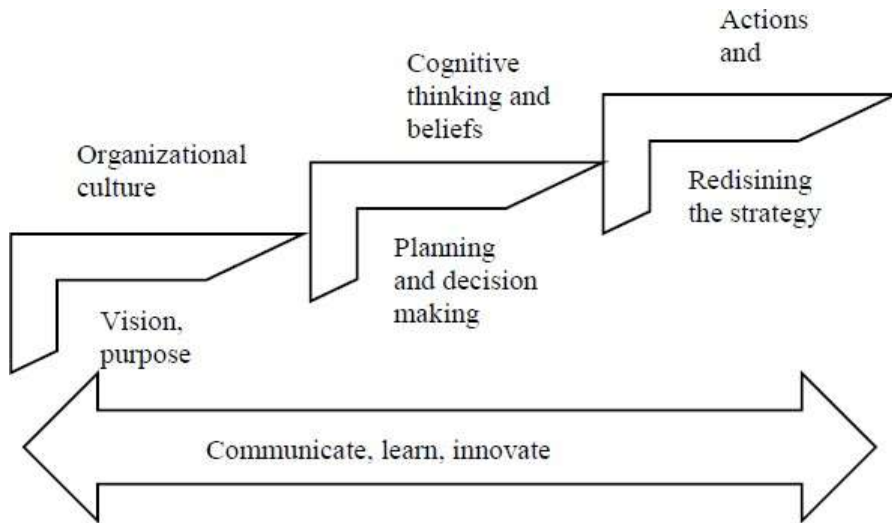 Actions
and
Cognitive
thinking and
beliefs
Organizational
culture
Redisining
the strategy
Planning
and decision
making
Vision,
purpose
Communicate, learn, innovate